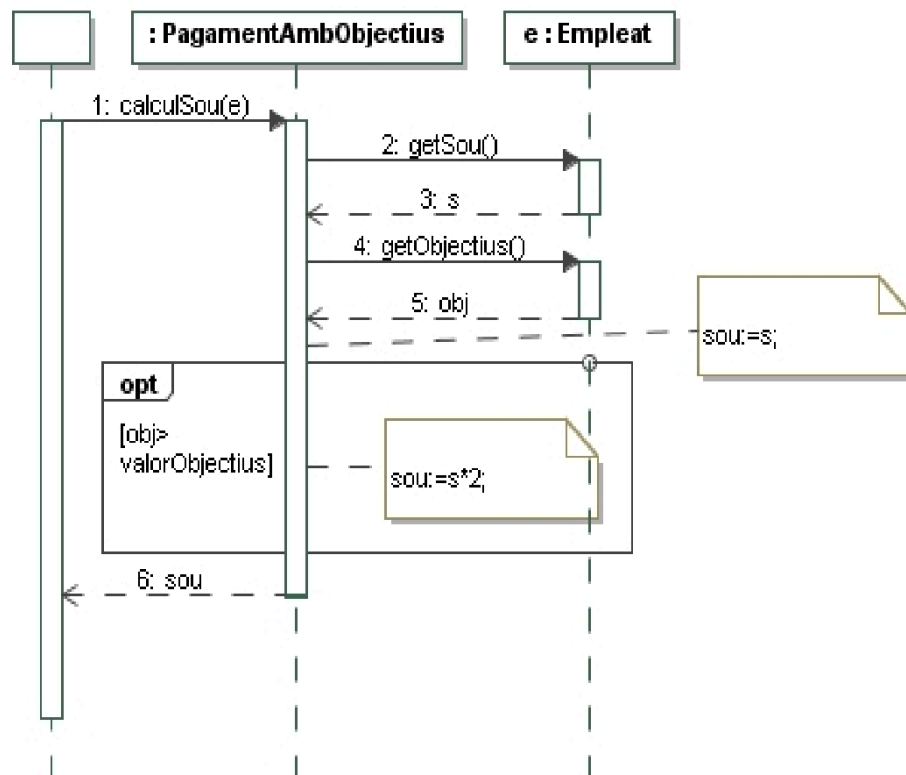 : PagamentAmbObjectius
e : Empleat
1: calculSou(e)
2: getSou()
3: s
4: getObjectius()
5: obj
sou:=s;
opt
[obj>
valorObjectius]
sou:=s*2;
6: sou